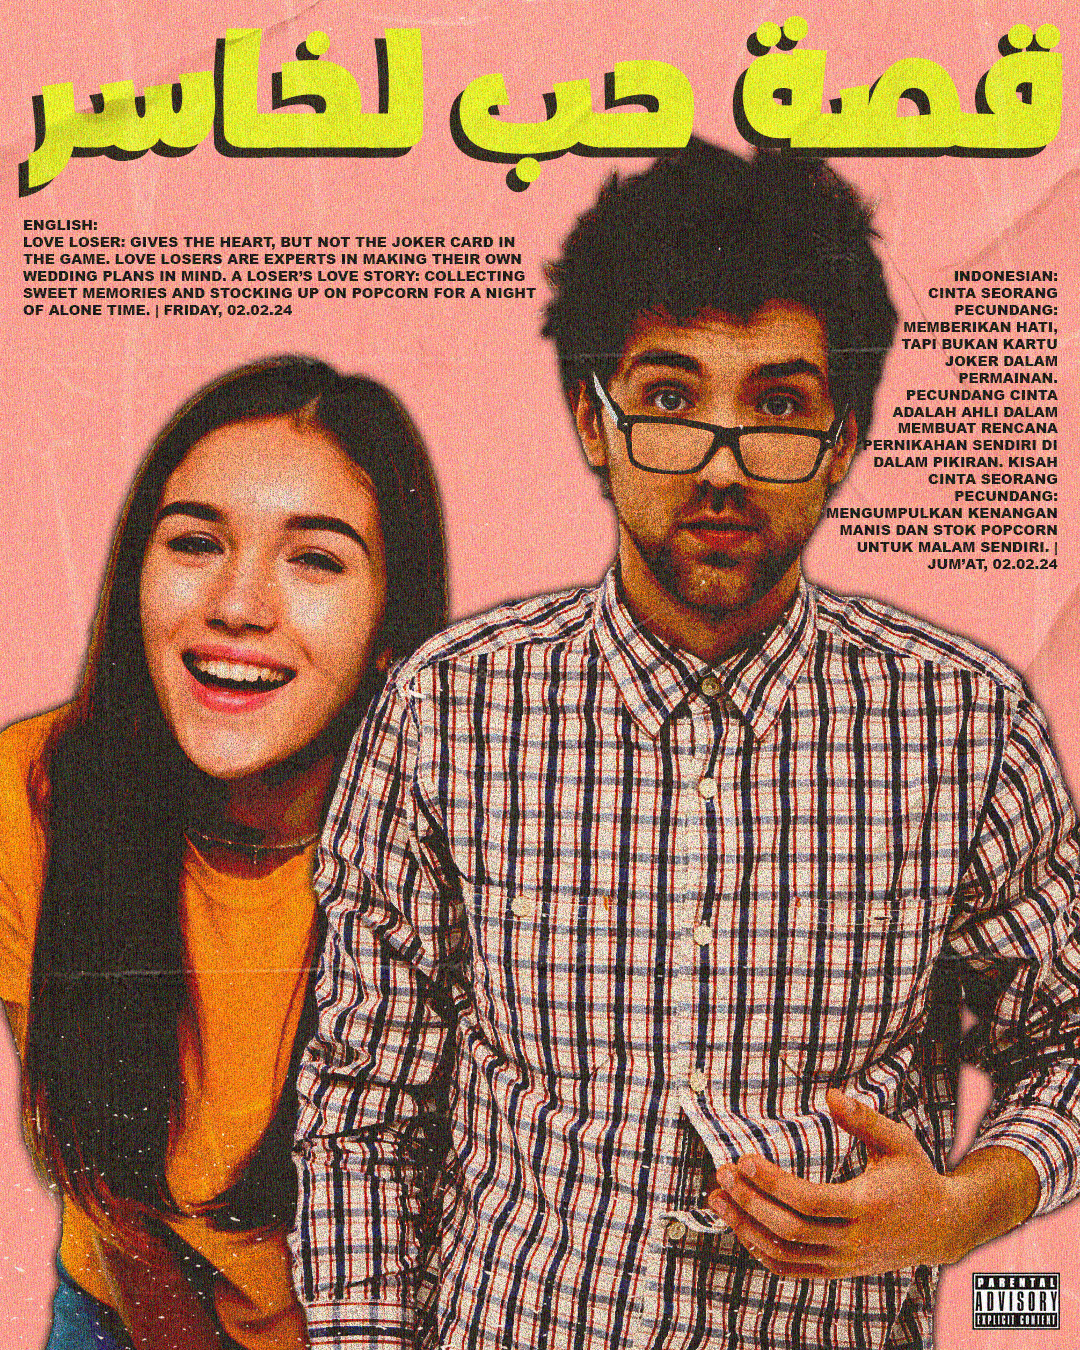 قصة حب لخاسر
ENGLISH:
LOVE LOSER: GIVES THE HEART, BUT NOT THE JOKER CARD IN
THE GAME. LOVE LOSERS ARE EXPERTS IN MAKING THEIR OWN
WEDDING PLANS IN MIND. A LOSER'S LOVE STORY: COLLECTING
SWEET MEMORIES AND STOCKING UP ON POPCORN FOR A NIGHT
OF ALONE TIME. | FRIDAY, 02.02.24
INDONESIAN:
CINTA SEORANG
PECUNDANG:
MEMBERIKAN HATI,
TAPI BUKAN KARTU
JOKER DALAM
PERMAINAN.
PECUNDANG CINTA
ADALAH AHLI DALAM
MEMBUAT RENCANA
PERNIKAHAN SENDIRI DI
DALAM PIKIRAN. KISAH
CINTA SEORANG
PECUNDANG:
MENGUMPULKAN KENANGAN
MANIS DAN STOK POPCORN
UNTUK MALAM SENDIRI. |
JUM'AT, 02.02.24
PARENTAL
ADVISORY
EXPLICIT CONTENT